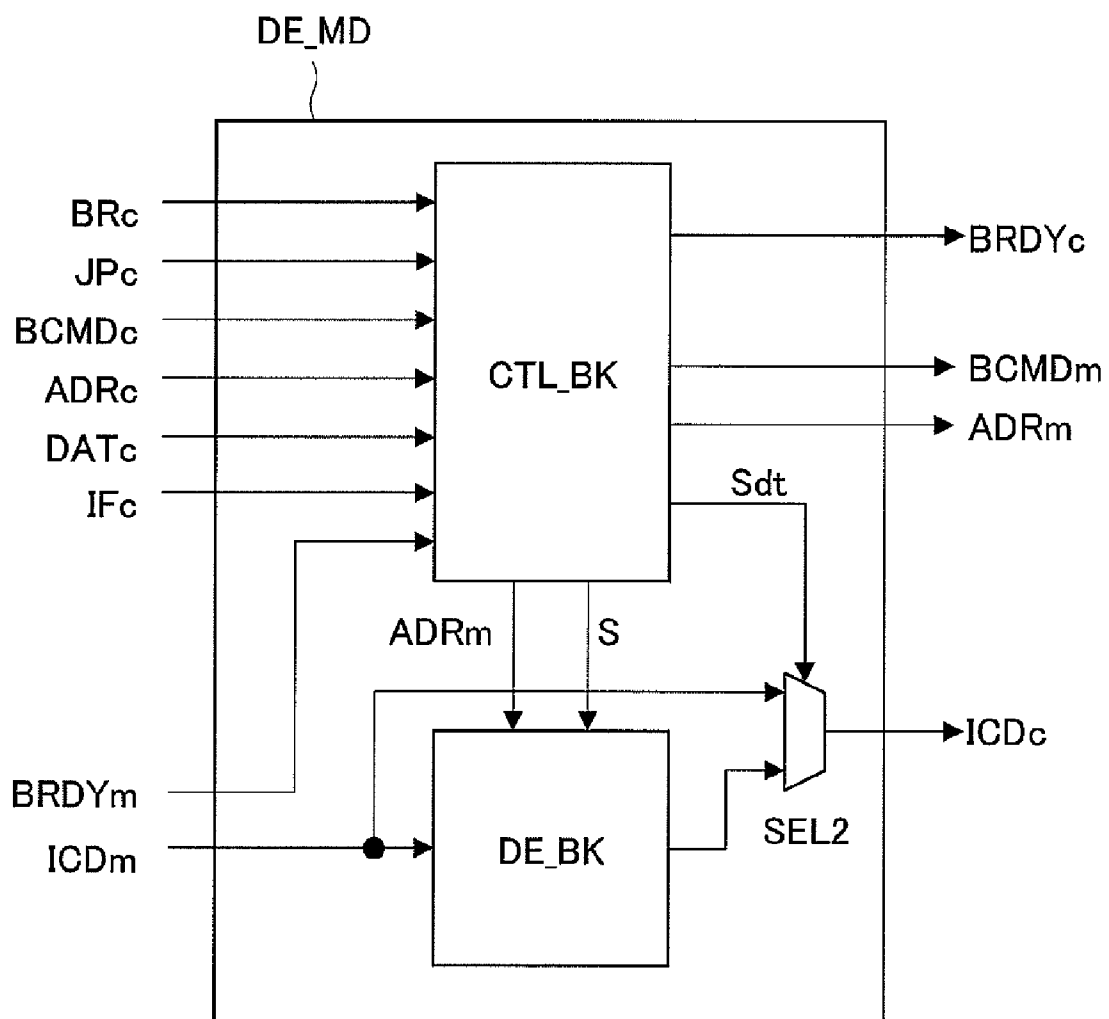 DE_MD
BRc
JPc
BCMDc
ADRc
DATc
IFc
CTL_BK
BRDYc
BCMDm
ADRm
Sdt
ADRm
S
ICDc
BRDYm
ICDm
DE_BK
SEL2